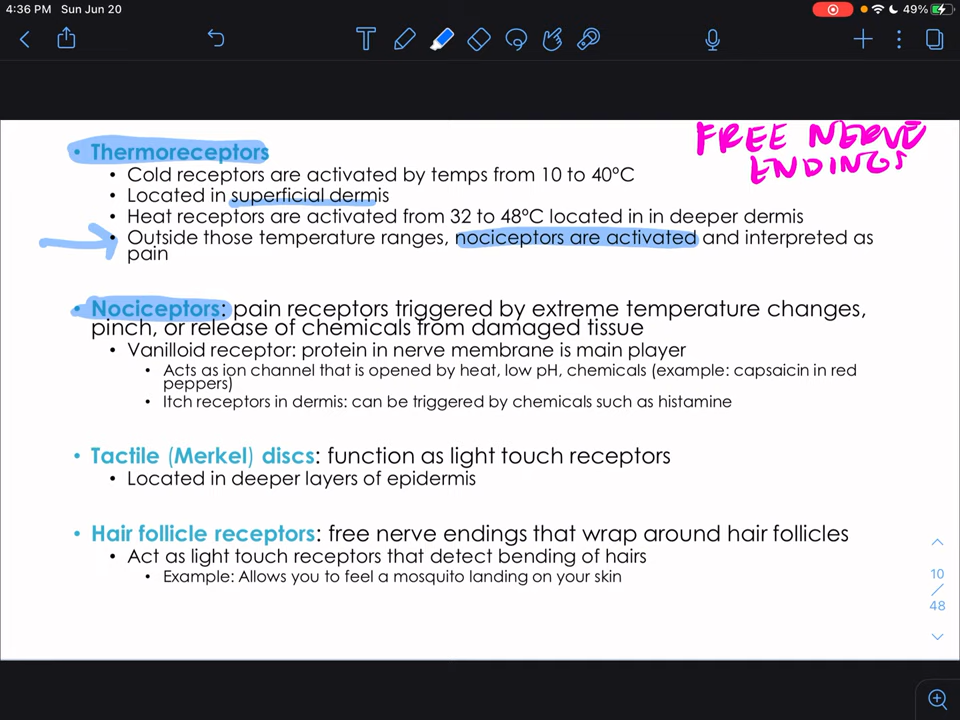 4:36 PM Sun Jun 20
49%
T
FREE NERVE
ENDINGS
• Thermoreceptors
• Cold receptors are activated by temps from 10 to 40ºC
• Located in superficial dermis
• Heat receptors are activated from 32 to 48ºC located in in deeper dermis
• Outside those temperature ranges, nociceptors are activated and interpreted as
pain
• Nociceptors: pain receptors triggered by extreme temperature changes,
pinch, or release of chemicals from damaged tissue
• Vanilloid receptor: protein in nerve membrane is main player
• Acts as ion channel that is opened by heat, low pH, chemicals (example: capsaicin in red
peppers)
• Itch receptors in dermis: can be triggered by chemicals such as histamine
• Tactile (Merkel) discs: function as light touch receptors
• Located in deeper layers of epidermis
• Hair follicle receptors: free nerve endings that wrap around hair follicles
• Act as light touch receptors that detect bending of hairs
• Example: Allows you to feel a mosquito landing on your skin
10
/
48